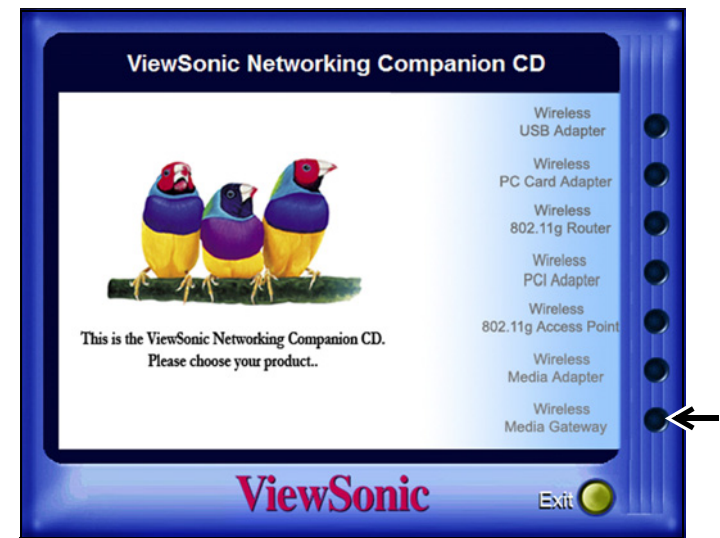 ViewSonic Networking Companion CD
This is the ViewSonic Networking Companion CD.
Please choose your product..
Wireless
USB Adapter
Wireless
PC Card Adapter
Wireless
802.11g Router
Wireless
PCI Adapter
Wireless
802.11g Access Point
Wireless
Media Adapter
Wireless
Media Gateway
ViewSonic
Exit